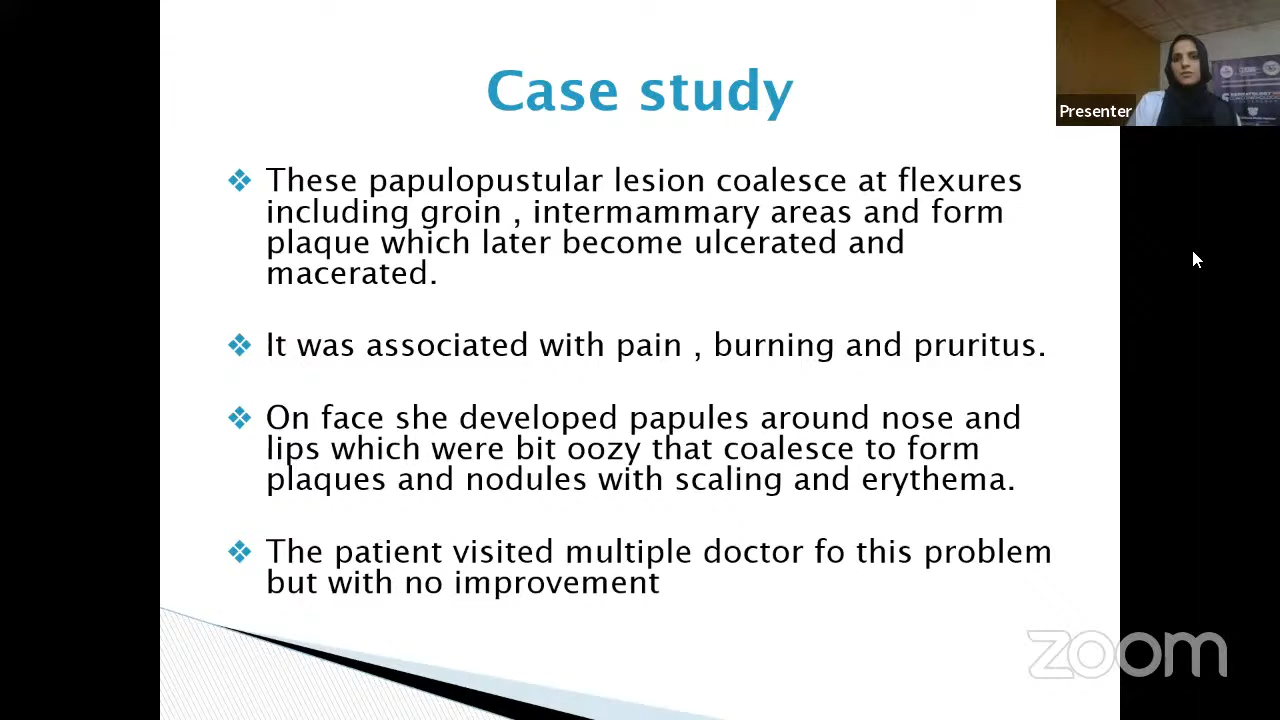 Case study
Presenter
These papulopustular lesion coalesce at flexures
including groin , intermammary areas and form
plaque which later become ulcerated and
macerated.
It was associated with pain , burning and pruritus.
On face she developed papules around nose and
lips which were bit oozy that coalesce to form
plaques and nodules with scaling and erythema.
The patient visited multiple doctor fo this problem
but with no improvement
zoom